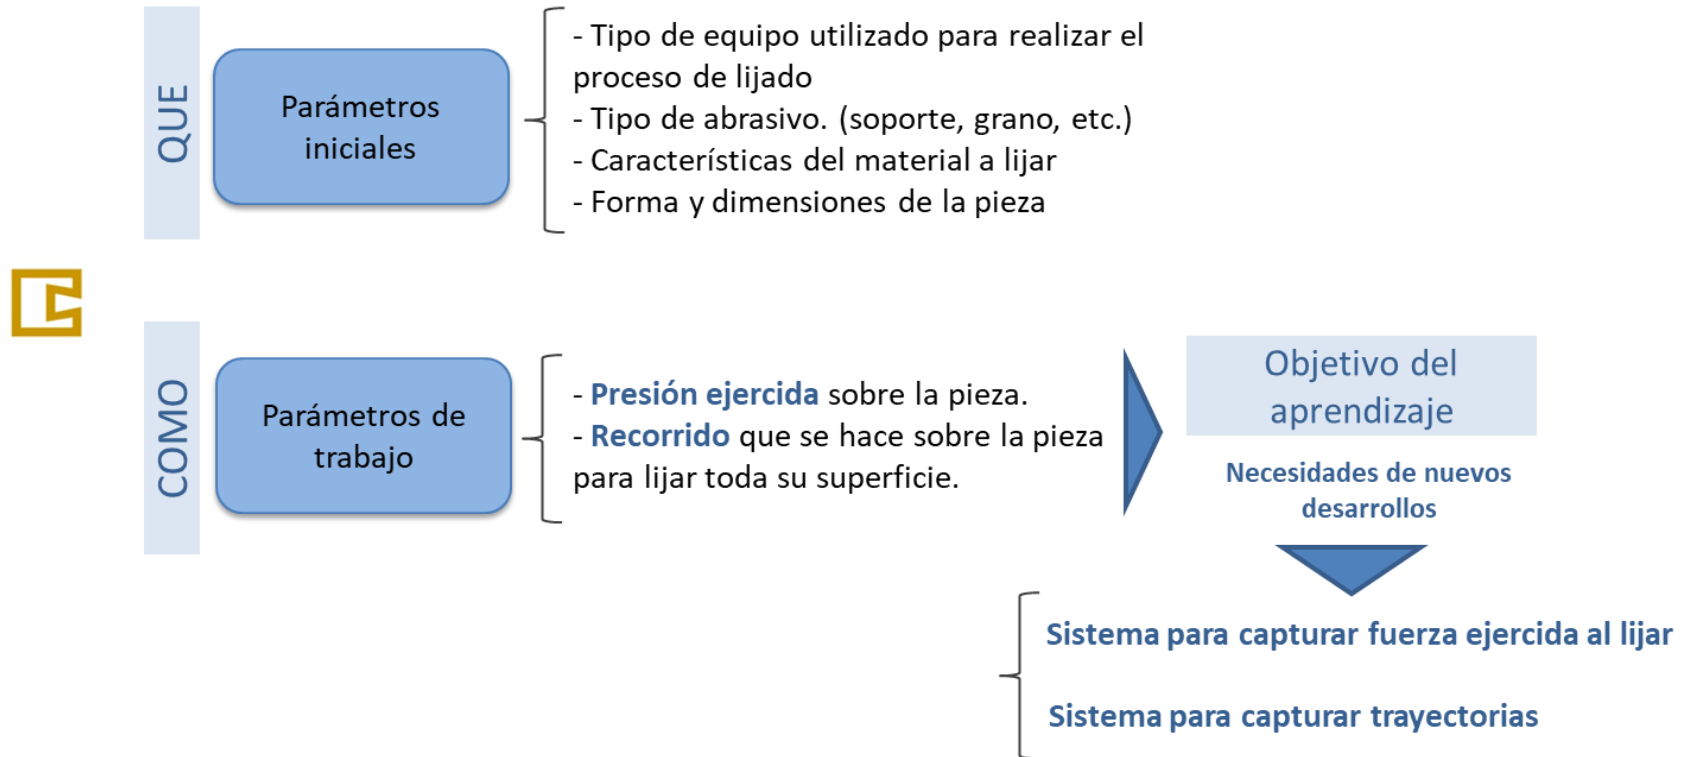 QUE
Parámetros
iniciales
- Tipo de equipo utilizado para realizar el
proceso de lijado
- Tipo de abrasivo. (soporte, grano, etc.)
- Características del material a lijar
- Forma y dimensiones de la pieza
COMO
Parámetros de
trabajo
- Presión ejercida sobre la pieza.
- Recorrido que se hace sobre la pieza
para lijar toda su superficie.
Objetivo del
aprendizaje
Necesidades de nuevos
desarrollos
Sistema para capturar fuerza ejercida al lijar
Sistema para capturar trayectorias